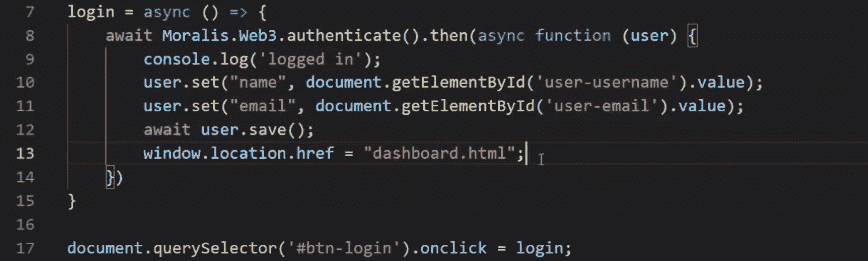 7 login = async () => {
8 await Moralis.Web3.authenticate().then(async function (user) {
9 console.log('logged in');
10 user.set("name", document.getElementById('user-username').value);
11 user.set("email", document.getElementById('user-email').value);
12 await user.save();
13 window.location.href = "dashboard.html";
14 })
15 }
16
17 document.querySelector('#btn-login').onclick = login;